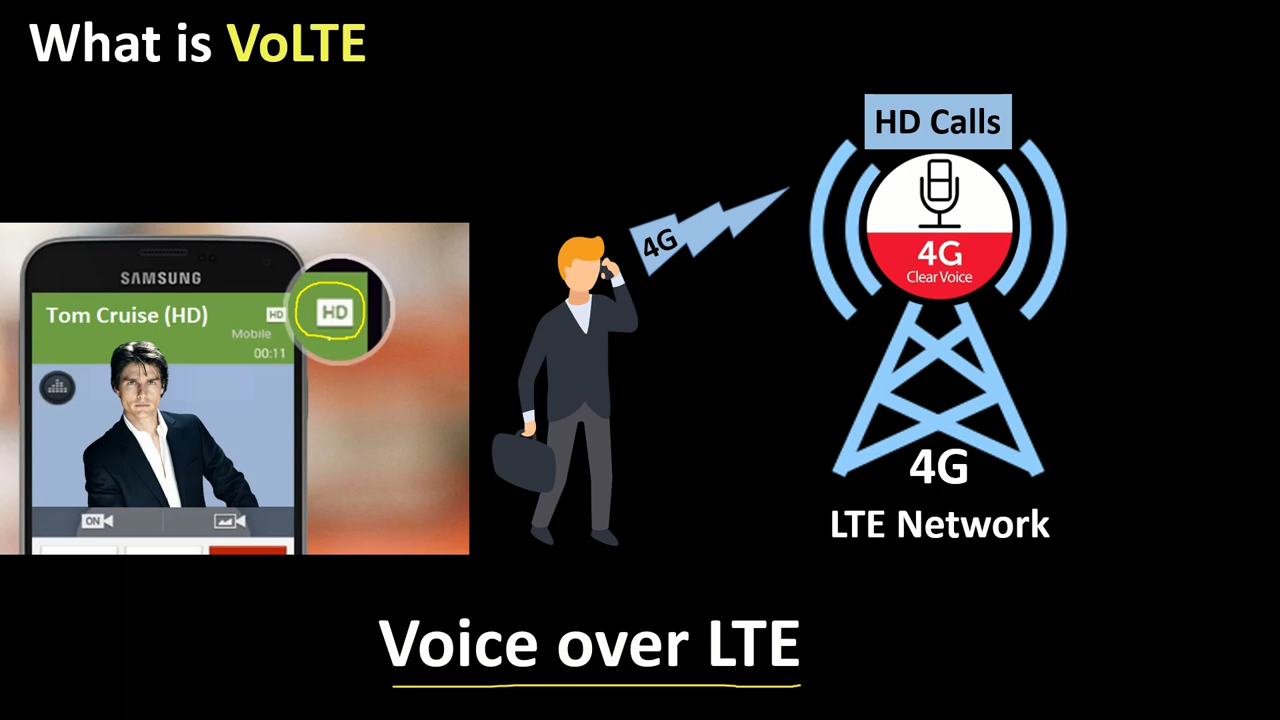 What is VoLTE
HD Calls
4G
4G
Clear Voice
SAMSUNG
Tom Cruise (HD)
HD
HD
Mobile
00:11
ON
4G
LTE Network
Voice over LTE